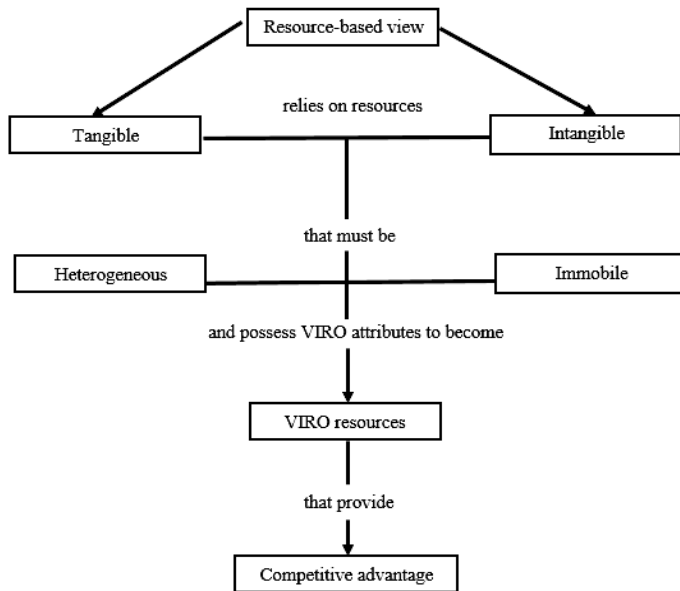 Resource-based view
relies on resources
Tangible
Intangible
that must be
Heterogeneous
Immobile
and possess VIRO attributes to become
VIRO resources
that provide
Competitive advantage